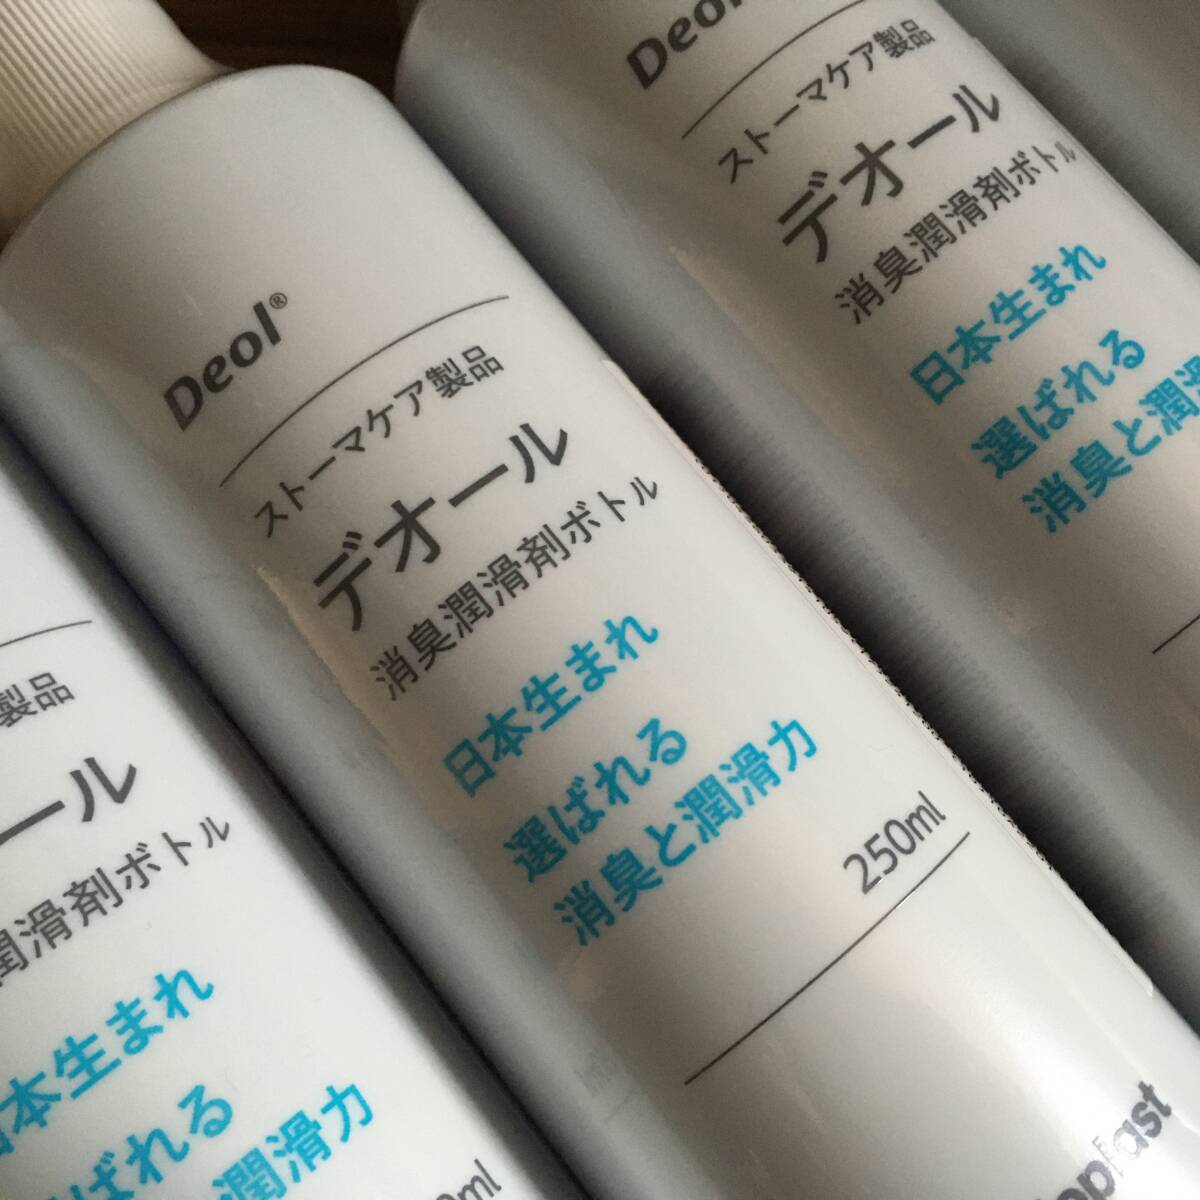 Deol®
ストーマケア製品
デオール
消臭潤滑剤ボトル
日本生まれ
選ばれる
消臭と潤滑力
250ml
Deol
ストーマケア製品
デオール
消臭潤滑剤ボトル
日本生まれ
選ばれる
消臭と潤滑
製品
ール
潤滑剤ボトル
本生まれ
ばれる
潤滑力
ml